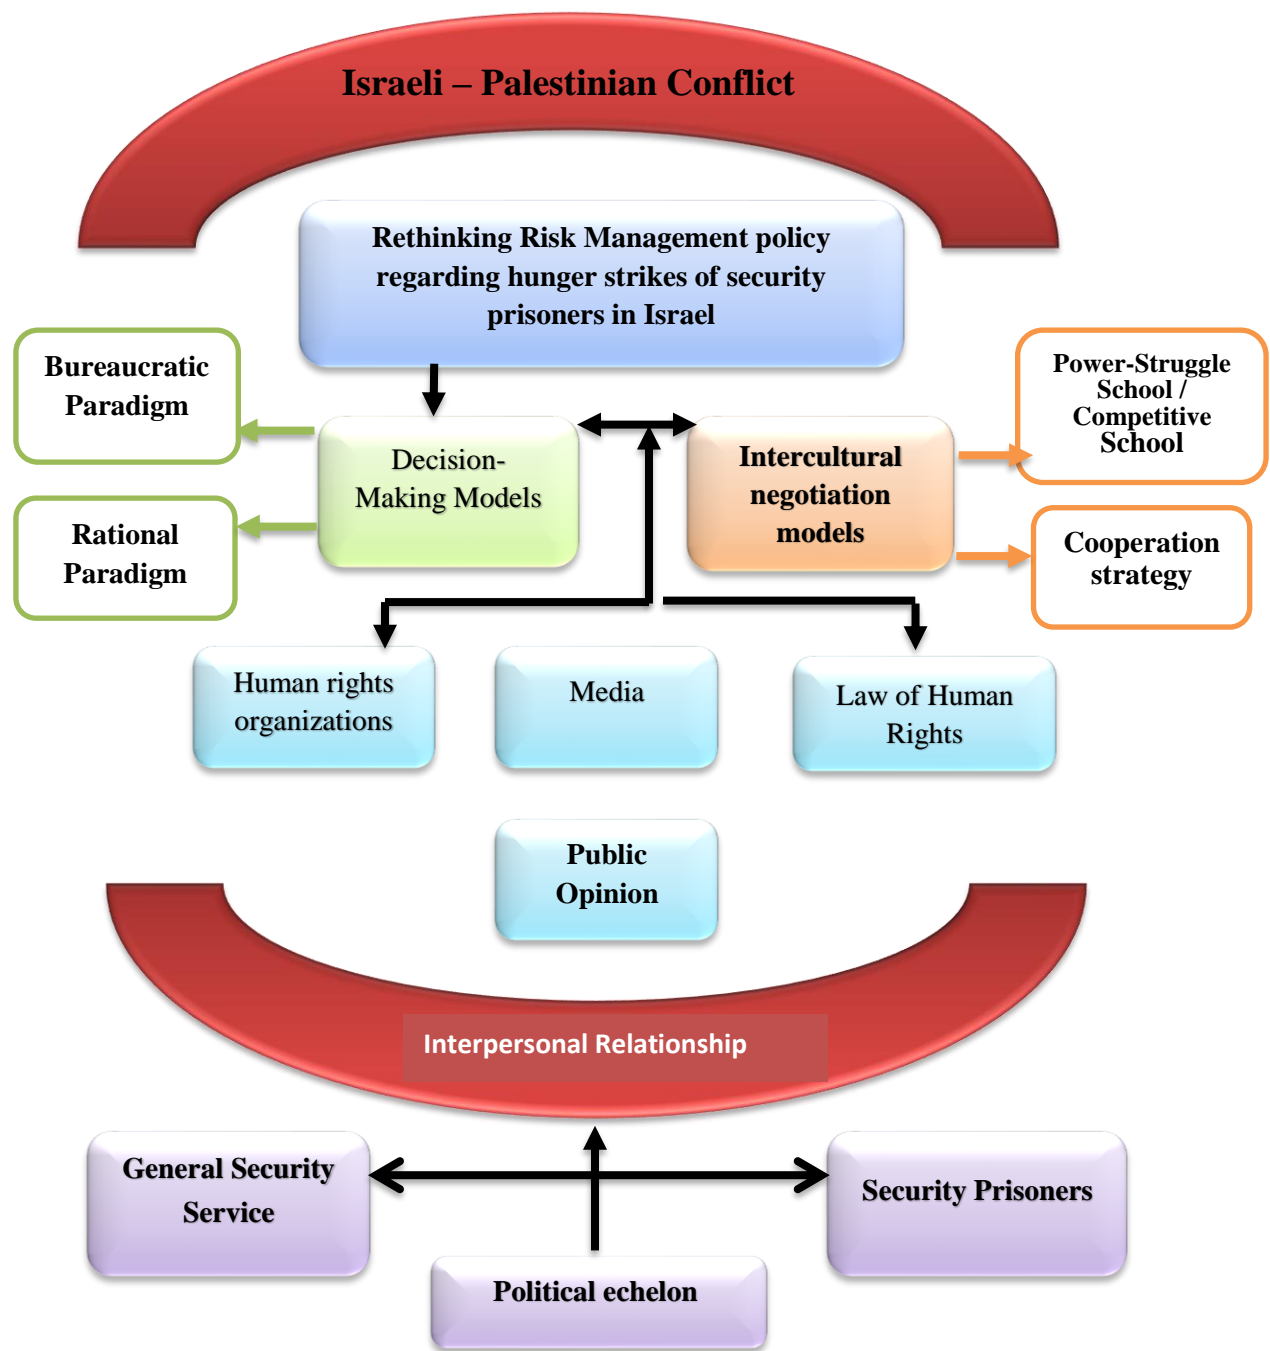 Israeli – Palestinian Conflict
Rethinking Risk Management policy
regarding hunger strikes of security
prisoners in Israel
Bureaucratic
Paradigm
Power-Struggle
School /
Competitive
School
Decision-
Making Models
Intercultural
negotiation
models
Rational
Paradigm
Cooperation
strategy
Human rights
organizations
Media
Law of Human
Rights
Public
Opinion
Interpersonal Relationship
General Security
Service
Security Prisoners
Political echelon